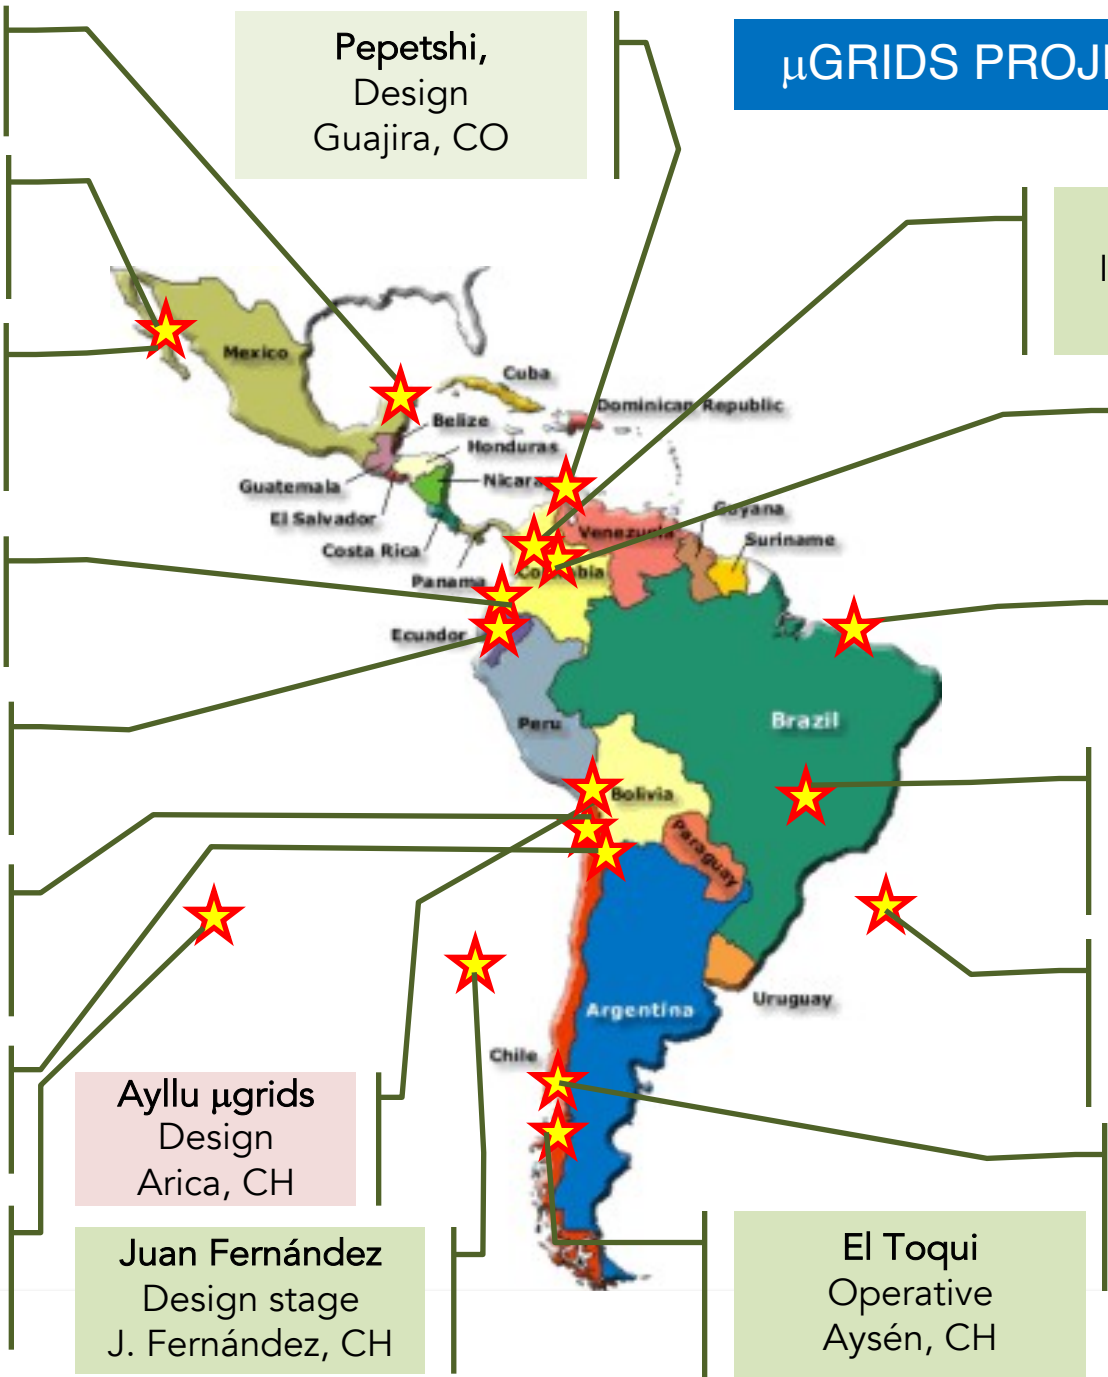 Pepetshi,
Design
Guajira, CO
μGRIDS PROJ
Mexico
Cuba
Dominican Republic
Belize
Honduras
Guatemala
Nicarag
El Salvador
Costa Rica
Panama
Venezuela
Guyana
Suriname
Colombia
Ecuador
Peru
Brazil
Bolivia
Paraguay
Argentina
Uruguay
Chile
Ayllu μgrids
Design
Arica, CH
Juan Fernández
Design stage
J. Fernández, CH
El Toqui
Operative
Aysén, CH